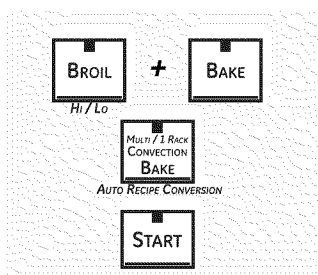 BROIL + BAKE
HI / LO
MULTI / 1 RACK
CONVECTION
BAKE
AUTO RECIPE CONVERSION
START